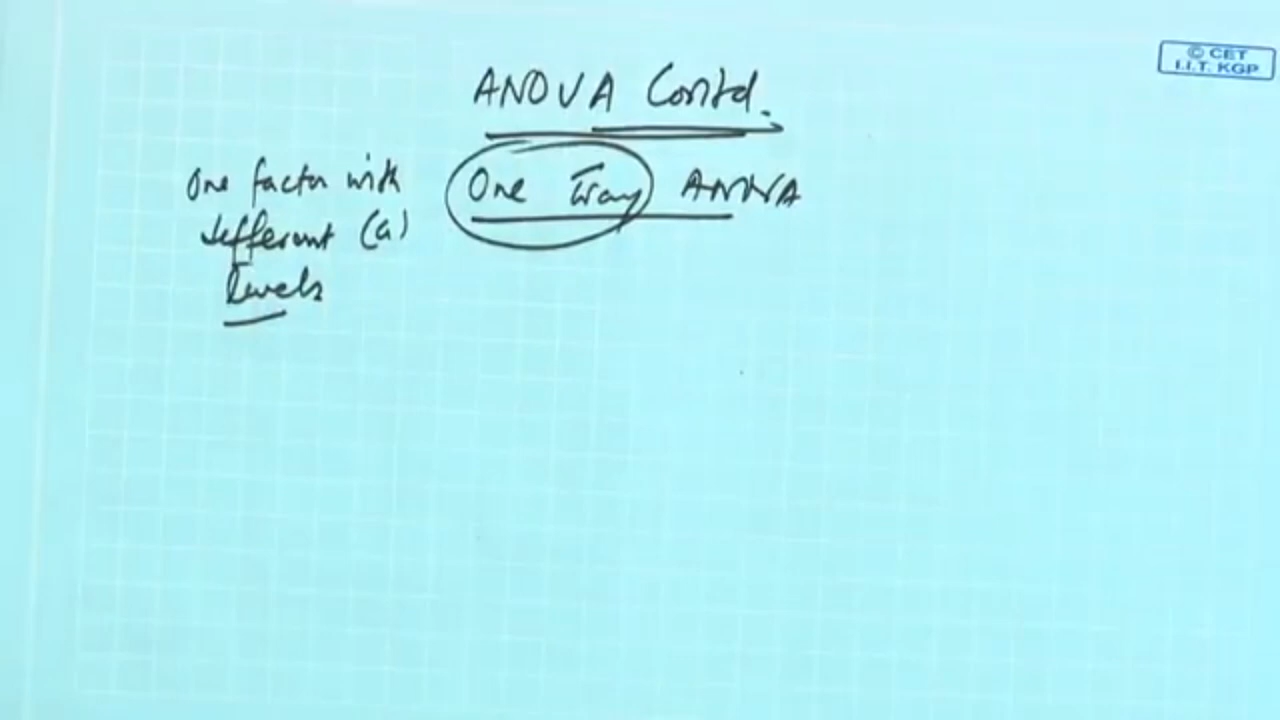 ANOVA Contd.
© CET
I.I.T. KGP
One Way ANOVA
One factor with
different (a)
levels